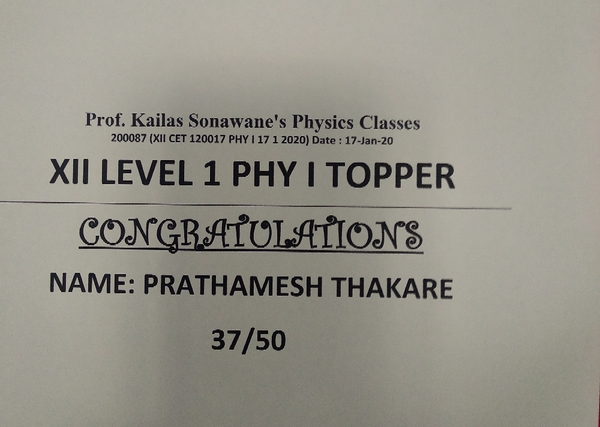 Prof. Kailas Sonawane's Physics Classes
200087 (XII CET 120017 PHY I 17 1 2020) Date : 17-Jan-20
XII LEVEL 1 PHY I TOPPER
CONGRATULATIONS
NAME: PRATHAMESH THAKARE
37/50